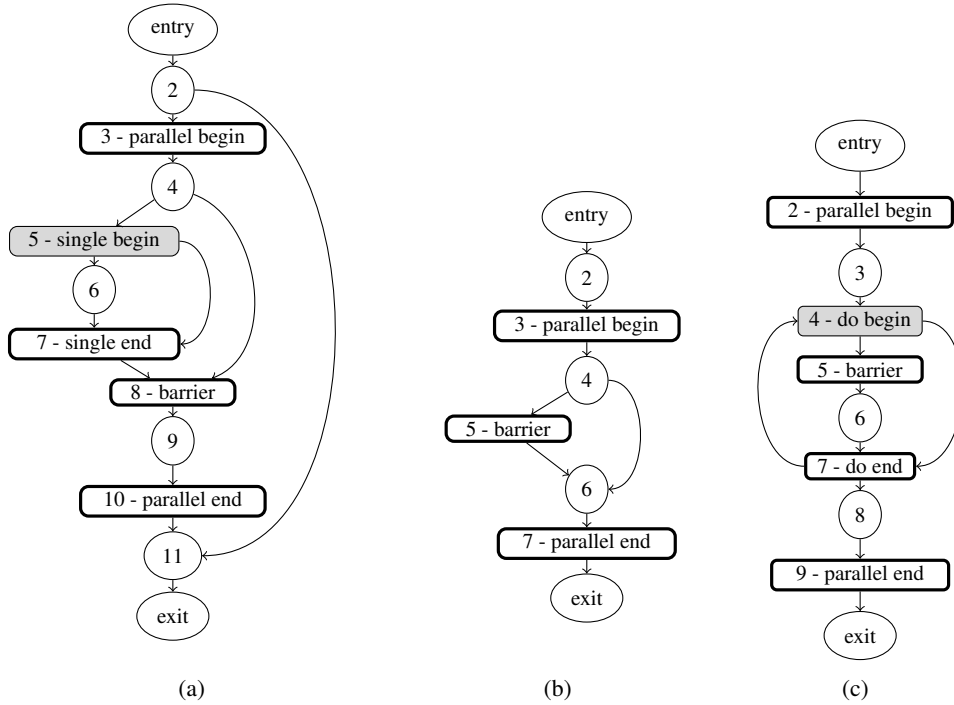 entry
2
3 - parallel begin
4
5 - single begin
6
7 - single end
8 - barrier
9
10 - parallel end
11
exit
(a)
entry
2
3 - parallel begin
4
5 - barrier
6
7 - parallel end
exit
(b)
entry
2 - parallel begin
3
4 - do begin
5 - barrier
6
7 - do end
8
9 - parallel end
exit
(c)